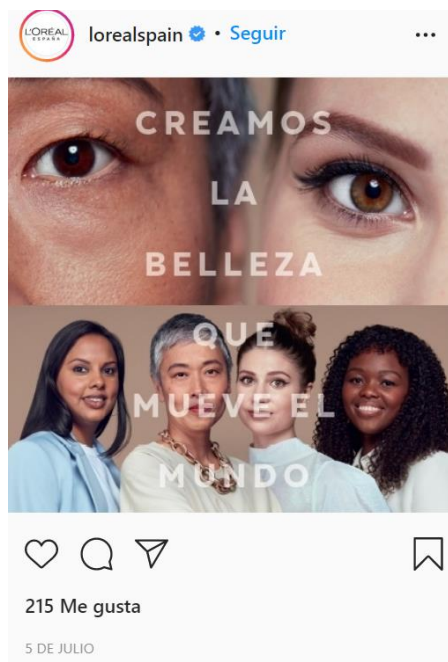 L'ORÉAL
ESPAÑA
lorealspain • Seguir
CREAMOS
LA
BELLEZA
QUE
MUEVE EL
MUNDO
215 Me gusta
5 DE JULIO